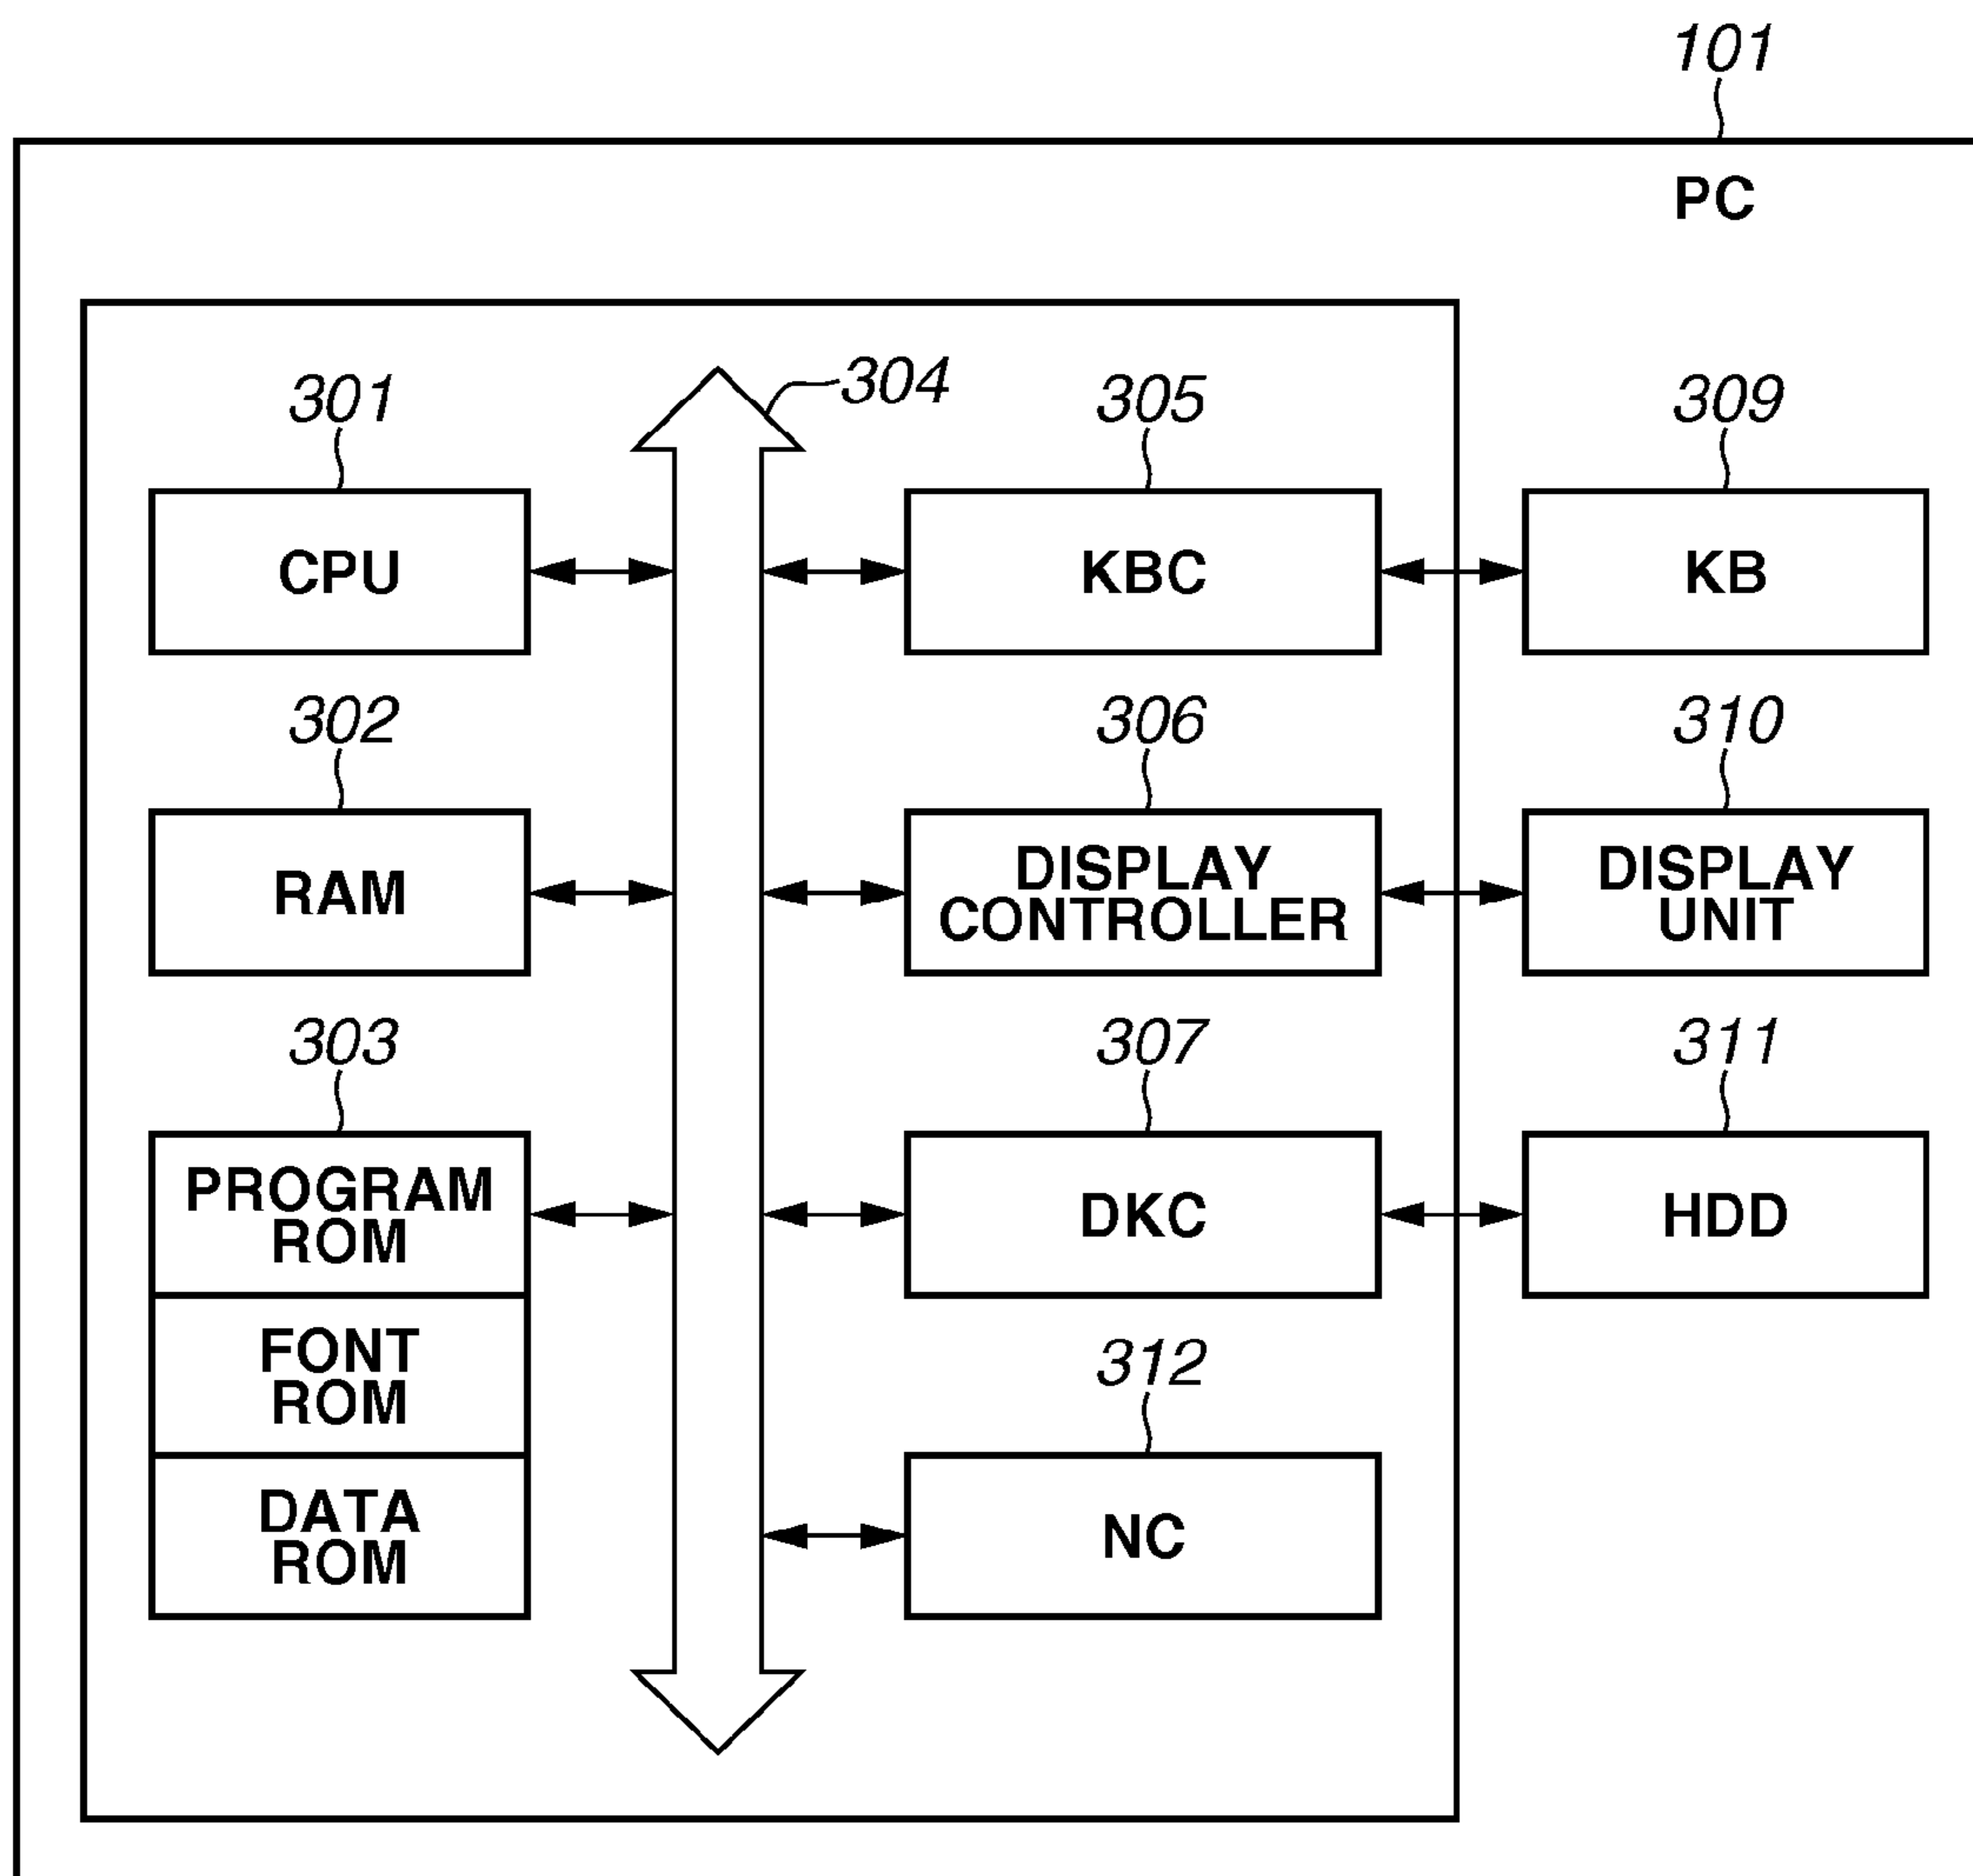 101
PC
304
301
305
309
CPU
KBC
KB
302
306
310
RAM
DISPLAY
CONTROLLER
DISPLAY
UNIT
303
307
311
PROGRAM
ROM
DKC
HDD
FONT
ROM
312
DATA
ROM
NC